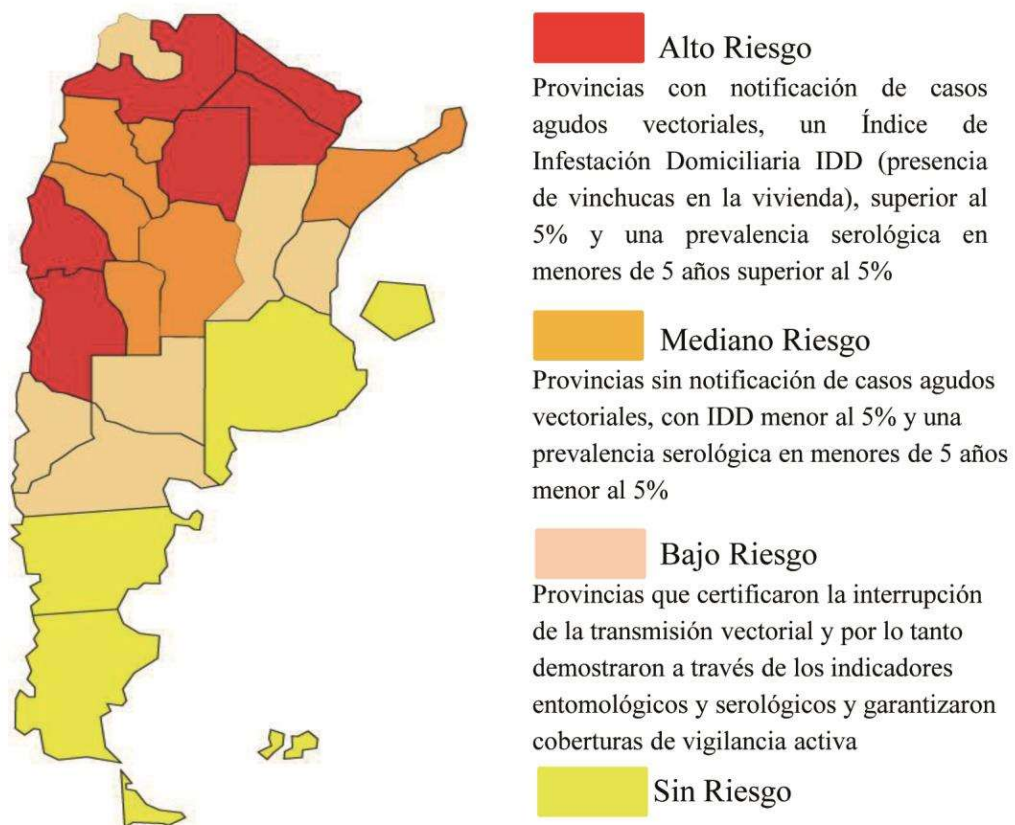 Alto Riesgo
Provincias con notificación de casos
agudos vectoriales, un Índice de
Infestación Domiciliaria IDD (presencia
de vinchucas en la vivienda), superior al
5% y una prevalencia serológica en
menores de 5 años superior al 5%
Mediano Riesgo
Provincias sin notificación de casos agudos
vectoriales, con IDD menor al 5% y una
prevalencia serológica en menores de 5 años
menor al 5%
Bajo Riesgo
Provincias que certificaron la interrupción
de la transmisión vectorial y por lo tanto
demostraron a través de los indicadores
entomológicos y serológicos y garantizaron
coberturas de vigilancia activa
Sin Riesgo